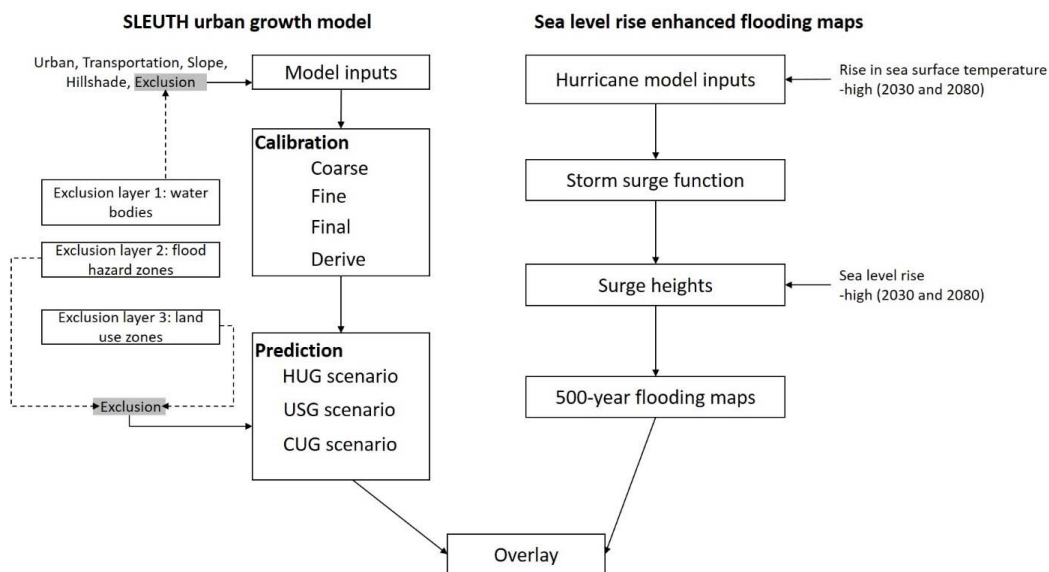 SLEUTH urban growth model
Urban, Transportation, Slope,
Hillshade, Exclusion
Model inputs
Calibration
Coarse
Fine
Final
Derive
Exclusion layer 1: water
bodies
Exclusion layer 2: flood
hazard zones
Exclusion layer 3: land
use zones
Exclusion
Prediction
HUG scenario
USG scenario
CUG scenario
Sea level rise enhanced flooding maps
Hurricane model inputs
Rise in sea surface temperature
-high (2030 and 2080)
Storm surge function
Surge heights
Sea level rise
-high (2030 and 2080)
500-year flooding maps
Overlay